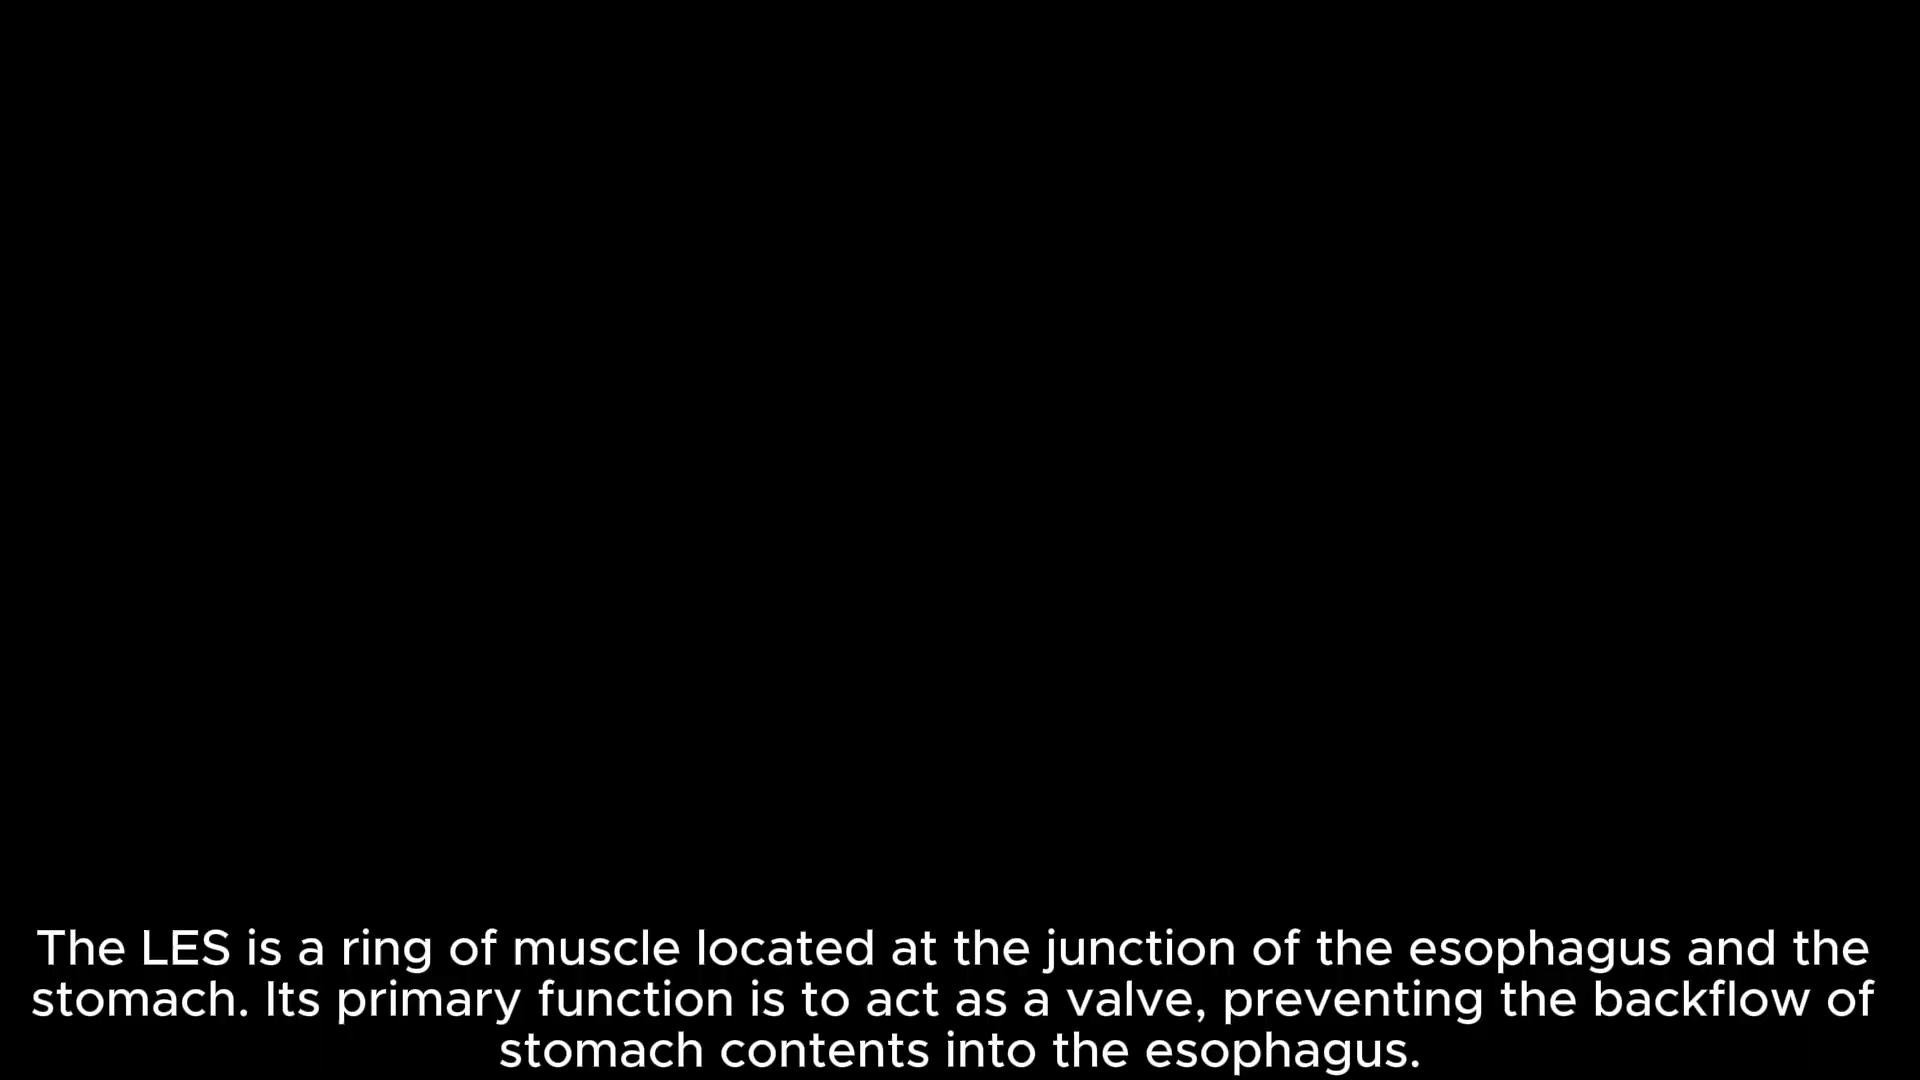 The LES is a ring of muscle located at the junction of the esophagus and the
stomach. Its primary function is to act as a valve, preventing the backflow of
stomach contents into the esophagus.